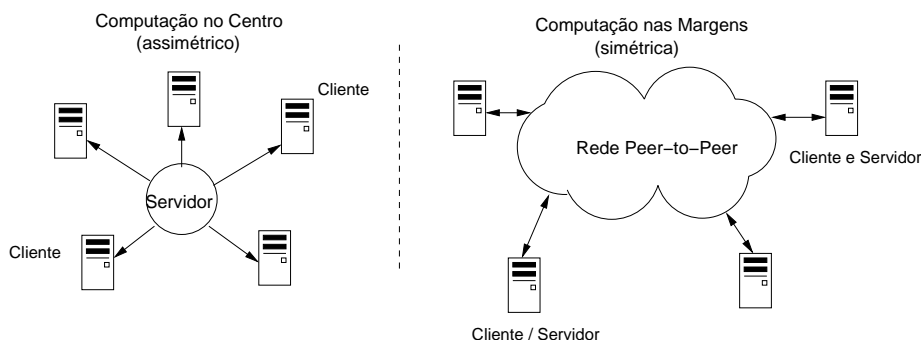 Computação no Centro
(assimétrico)
Cliente
Servidor
Cliente
Computação nas Margens
(simétrica)
Rede Peer−to−Peer
Cliente e Servidor
Cliente / Servidor